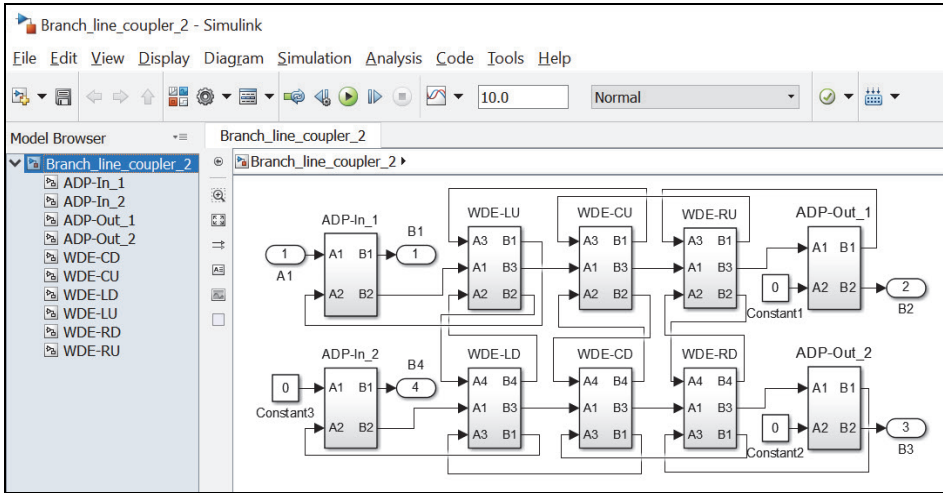 Branch_line_coupler_2 - Simulink
File Edit View Display Diagram Simulation Analysis Code Tools Help
10.0 Normal
Model Browser
Branch_line_coupler_2
ADP-In_1
ADP-In_2
ADP-Out_1
ADP-Out_2
WDE-CD
WDE-CU
WDE-LD
WDE-LU
WDE-RD
WDE-RU
Branch_line_coupler_2
Branch_line_coupler_2
ADP-In_1 B1 WDE-LU WDE-CU WDE-RU ADP-Out_1
A3 B1 A3 B1 A3 B1
1 A1 B1 1 A1 B3 A1 B3 A1 B3 A1 B1
A1
A2 B2 A2 B2 A2 B2 A2 B2 0 A2 B2 2
Constant1 B2
ADP-In_2 B4 WDE-LD WDE-CD WDE-RD ADP-Out_2
0 A1 B1 4 A4 B4 A4 B4 A4 B4 A1 B1
Constant3
A2 B2 A1 B3 A1 B3 A1 B3
A3 B1 A3 B1 A3 B1 0 A2 B2 3
Constant2 B3